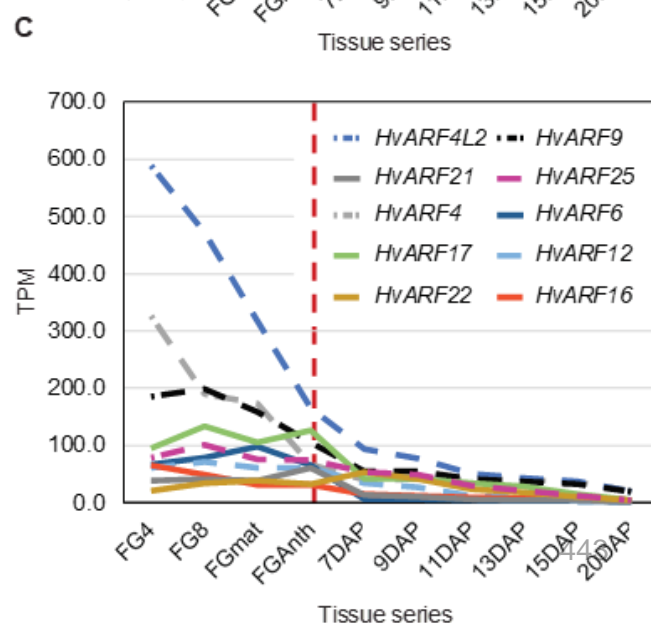 C
Tissue series
700.0
600.0
500.0
400.0
300.0
200.0
100.0
0.0
TPM
HvARF4L2 HvARF9
HvARF21 HvARF25
HvARF4 HvARF6
HvARF17 HvARF12
HvARF22 HvARF16
FG4 FG8 FGmat FGAnth 7DAP 9DAP 11DAP 13DAP 15DAP 20DAP
Tissue series